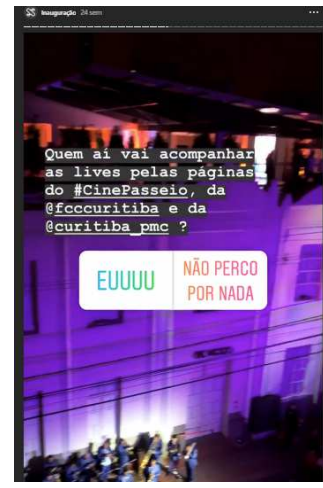 Inauguração 24 sem
Quem aí vai acompanhar
as lives pelas páginas
do #CinePasseio, da
@fcccuritiba e da
@curitiba_pmc ?
EUUUU
NÃO PERCO
POR NADA